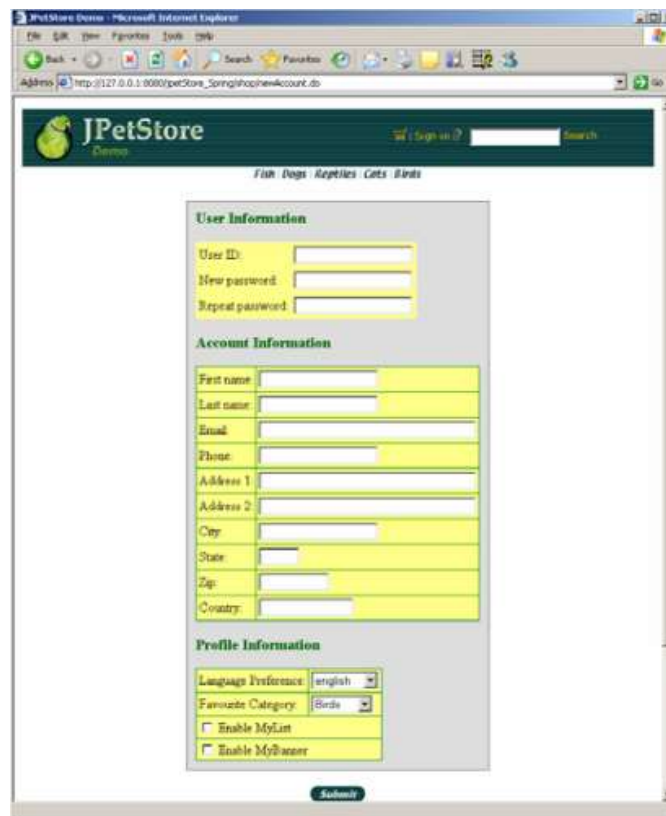 JPetStore Demo - Microsoft Internet Explorer
File Edit View Favorites Tools Help
Back Search Favorites
Address http://127.0.0.1:8080/jpetStore_Spring/shop/newAccount.do Go
JPetStore
Demo
Sign in ? Search
Fish Dogs Reptiles Cats Birds
User Information
User ID:
New password:
Repeat password:
Account Information
First name:
Last name:
Email:
Phone:
Address 1:
Address 2:
City:
State:
Zip:
Country:
Profile Information
Language Preference: english
Favourite Category: Birds
Enable MyList
Enable MyBanner
Submit